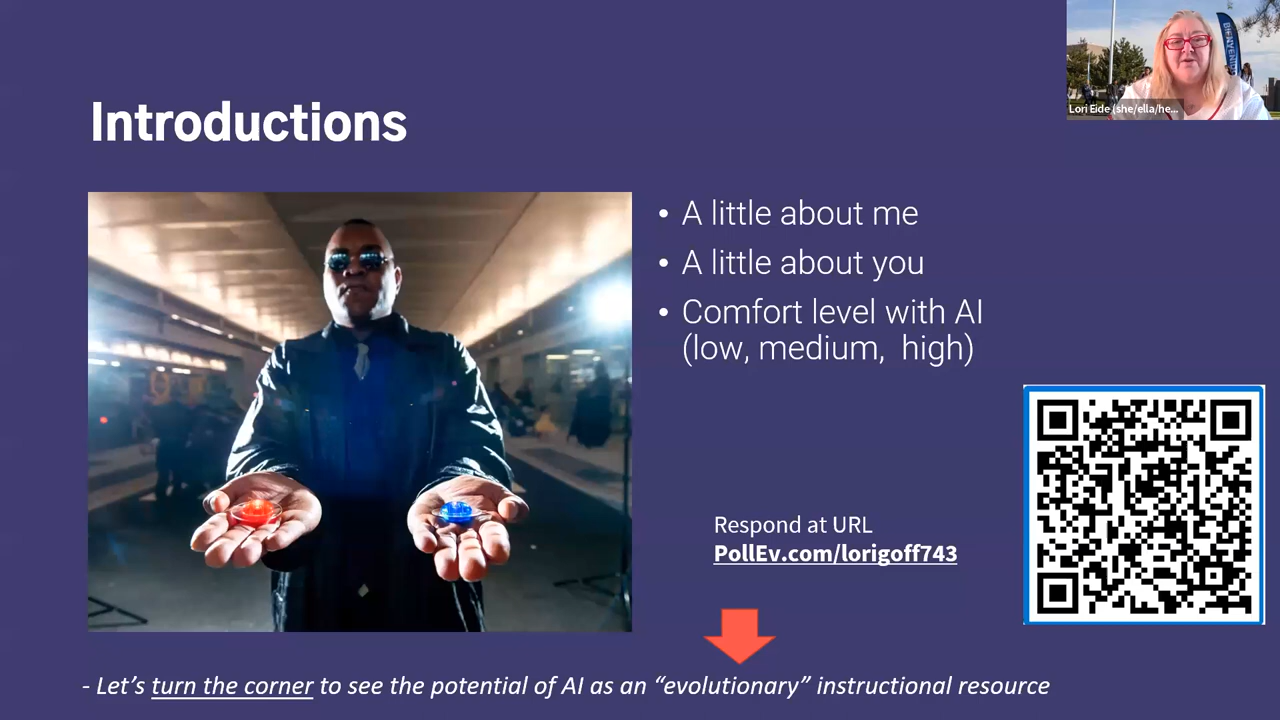 Introductions
• A little about me
• A little about you
• Comfort level with AI
(low, medium, high)
Respond at URL
PollEv.com/lorigoff743
- Let's turn the corner to see the potential of AI as an “evolutionary” instructional resource
Lori Eide (she/ella/he...